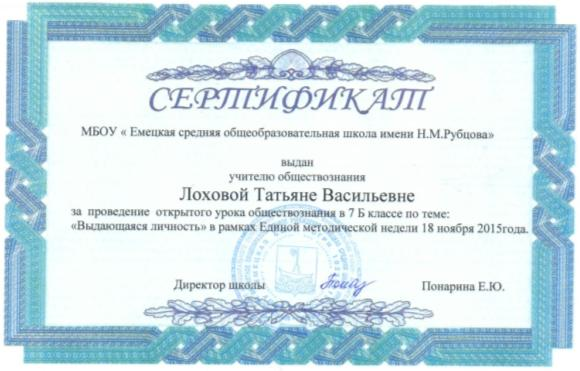 СЕРТИФИКАТ
МБОУ « Емецкая средняя общеобразовательная школа имени Н.М.Рубцова»
выдан
учителю обществознания
Лоховой Татьяне Васильевне
за проведение открытого урока обществознания в 7 Б классе по теме:
«Выдающаяся личность» в рамках Единой методической недели 18 ноября 2015года.
Директор школы Понарина Е.Ю.